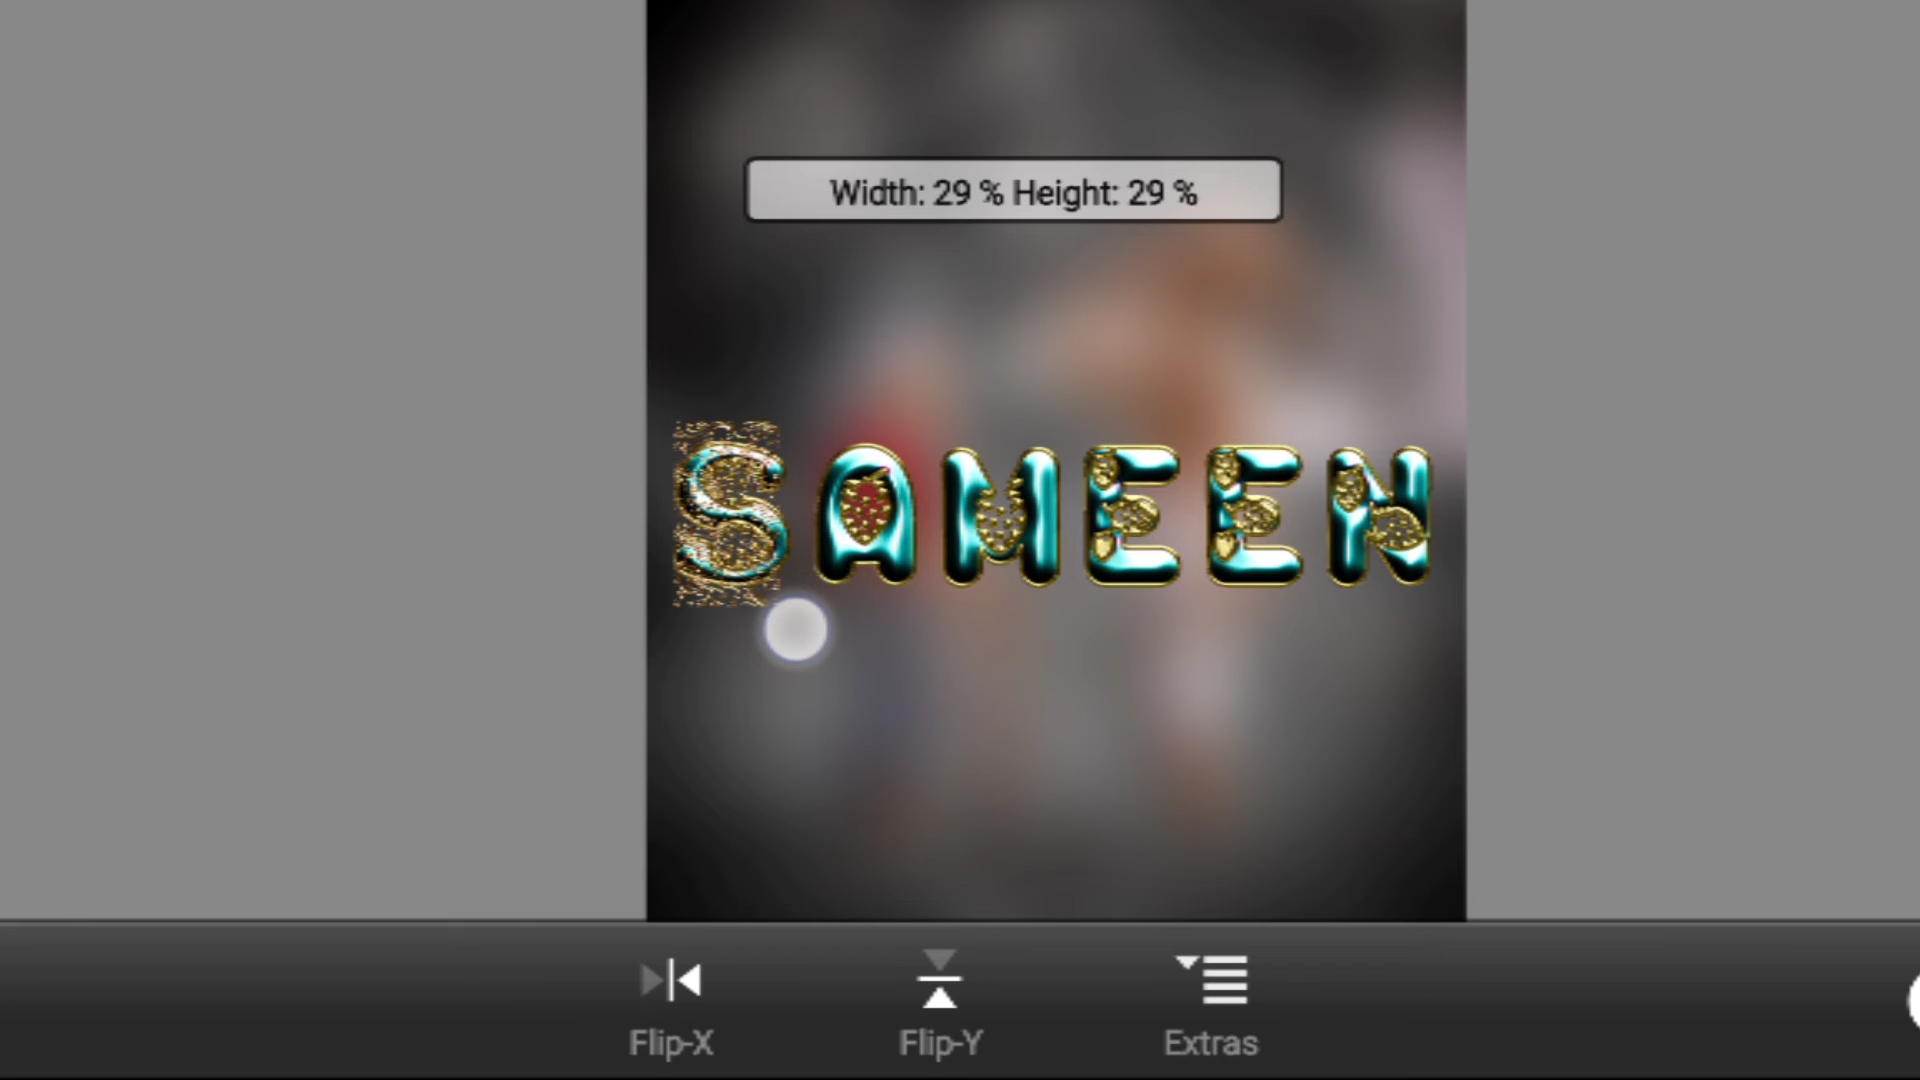 Width: 29 % Height: 29 %
SAMEEN
Flip-X
Flip-Y
Extras